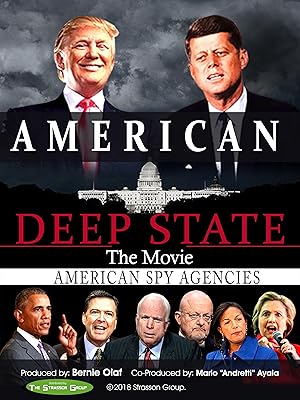 AMERICAN
DEEP STATE
The Movie
AMERICAN SPY AGENCIES
Produced by: Bernie Olaf Co-Produced by: Mario "Andretti" Ayala
The Strasson Group
©2018 Strasson Group.